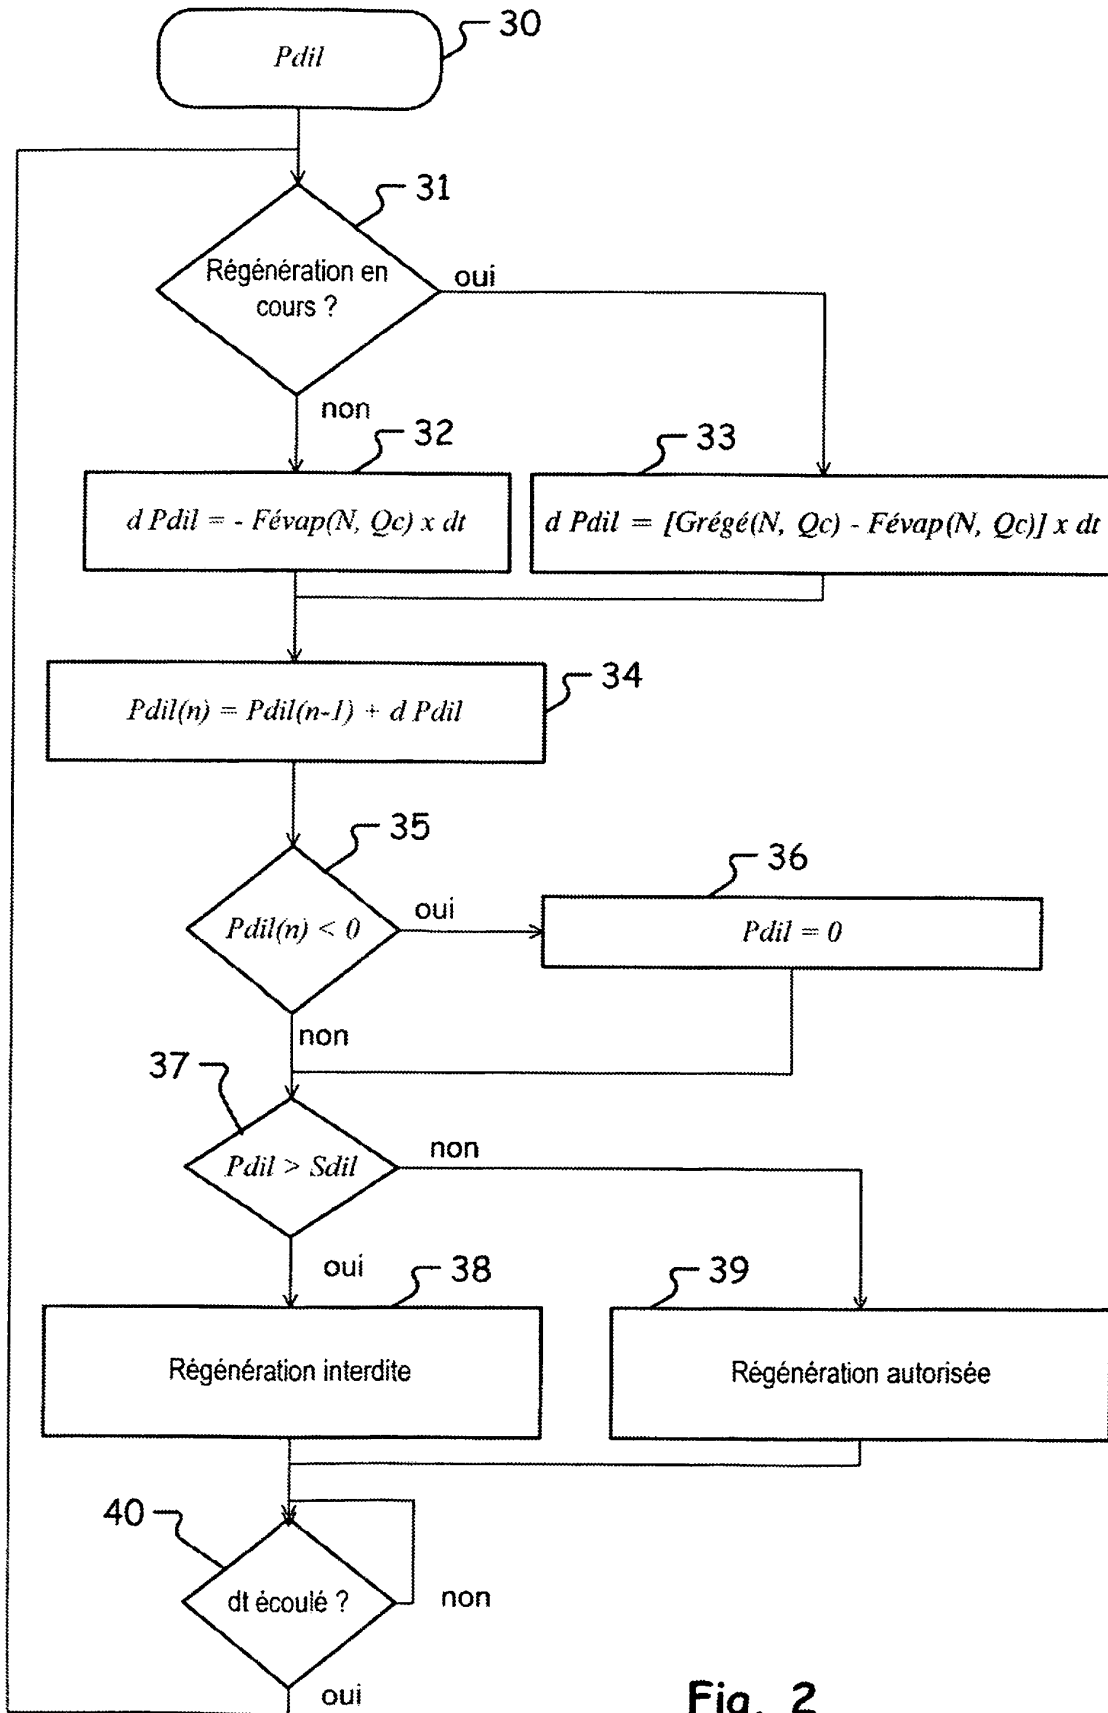 30
Pdil
31
Régénération en
cours ?
oui
non
32
33
d Pdil = - Févap(N, Qc) x dt
d Pdil = [Grégé(N, Qc) - Févap(N, Qc)] x dt
34
Pdil(n) = Pdil(n-1) + d Pdil
35
36
Pdil(n) < 0
oui
Pdil = 0
non
37
Pdil > Sdil
non
oui
38
39
Régénération interdite
Régénération autorisée
40
dt écoulé ?
non
oui
Fig. 2